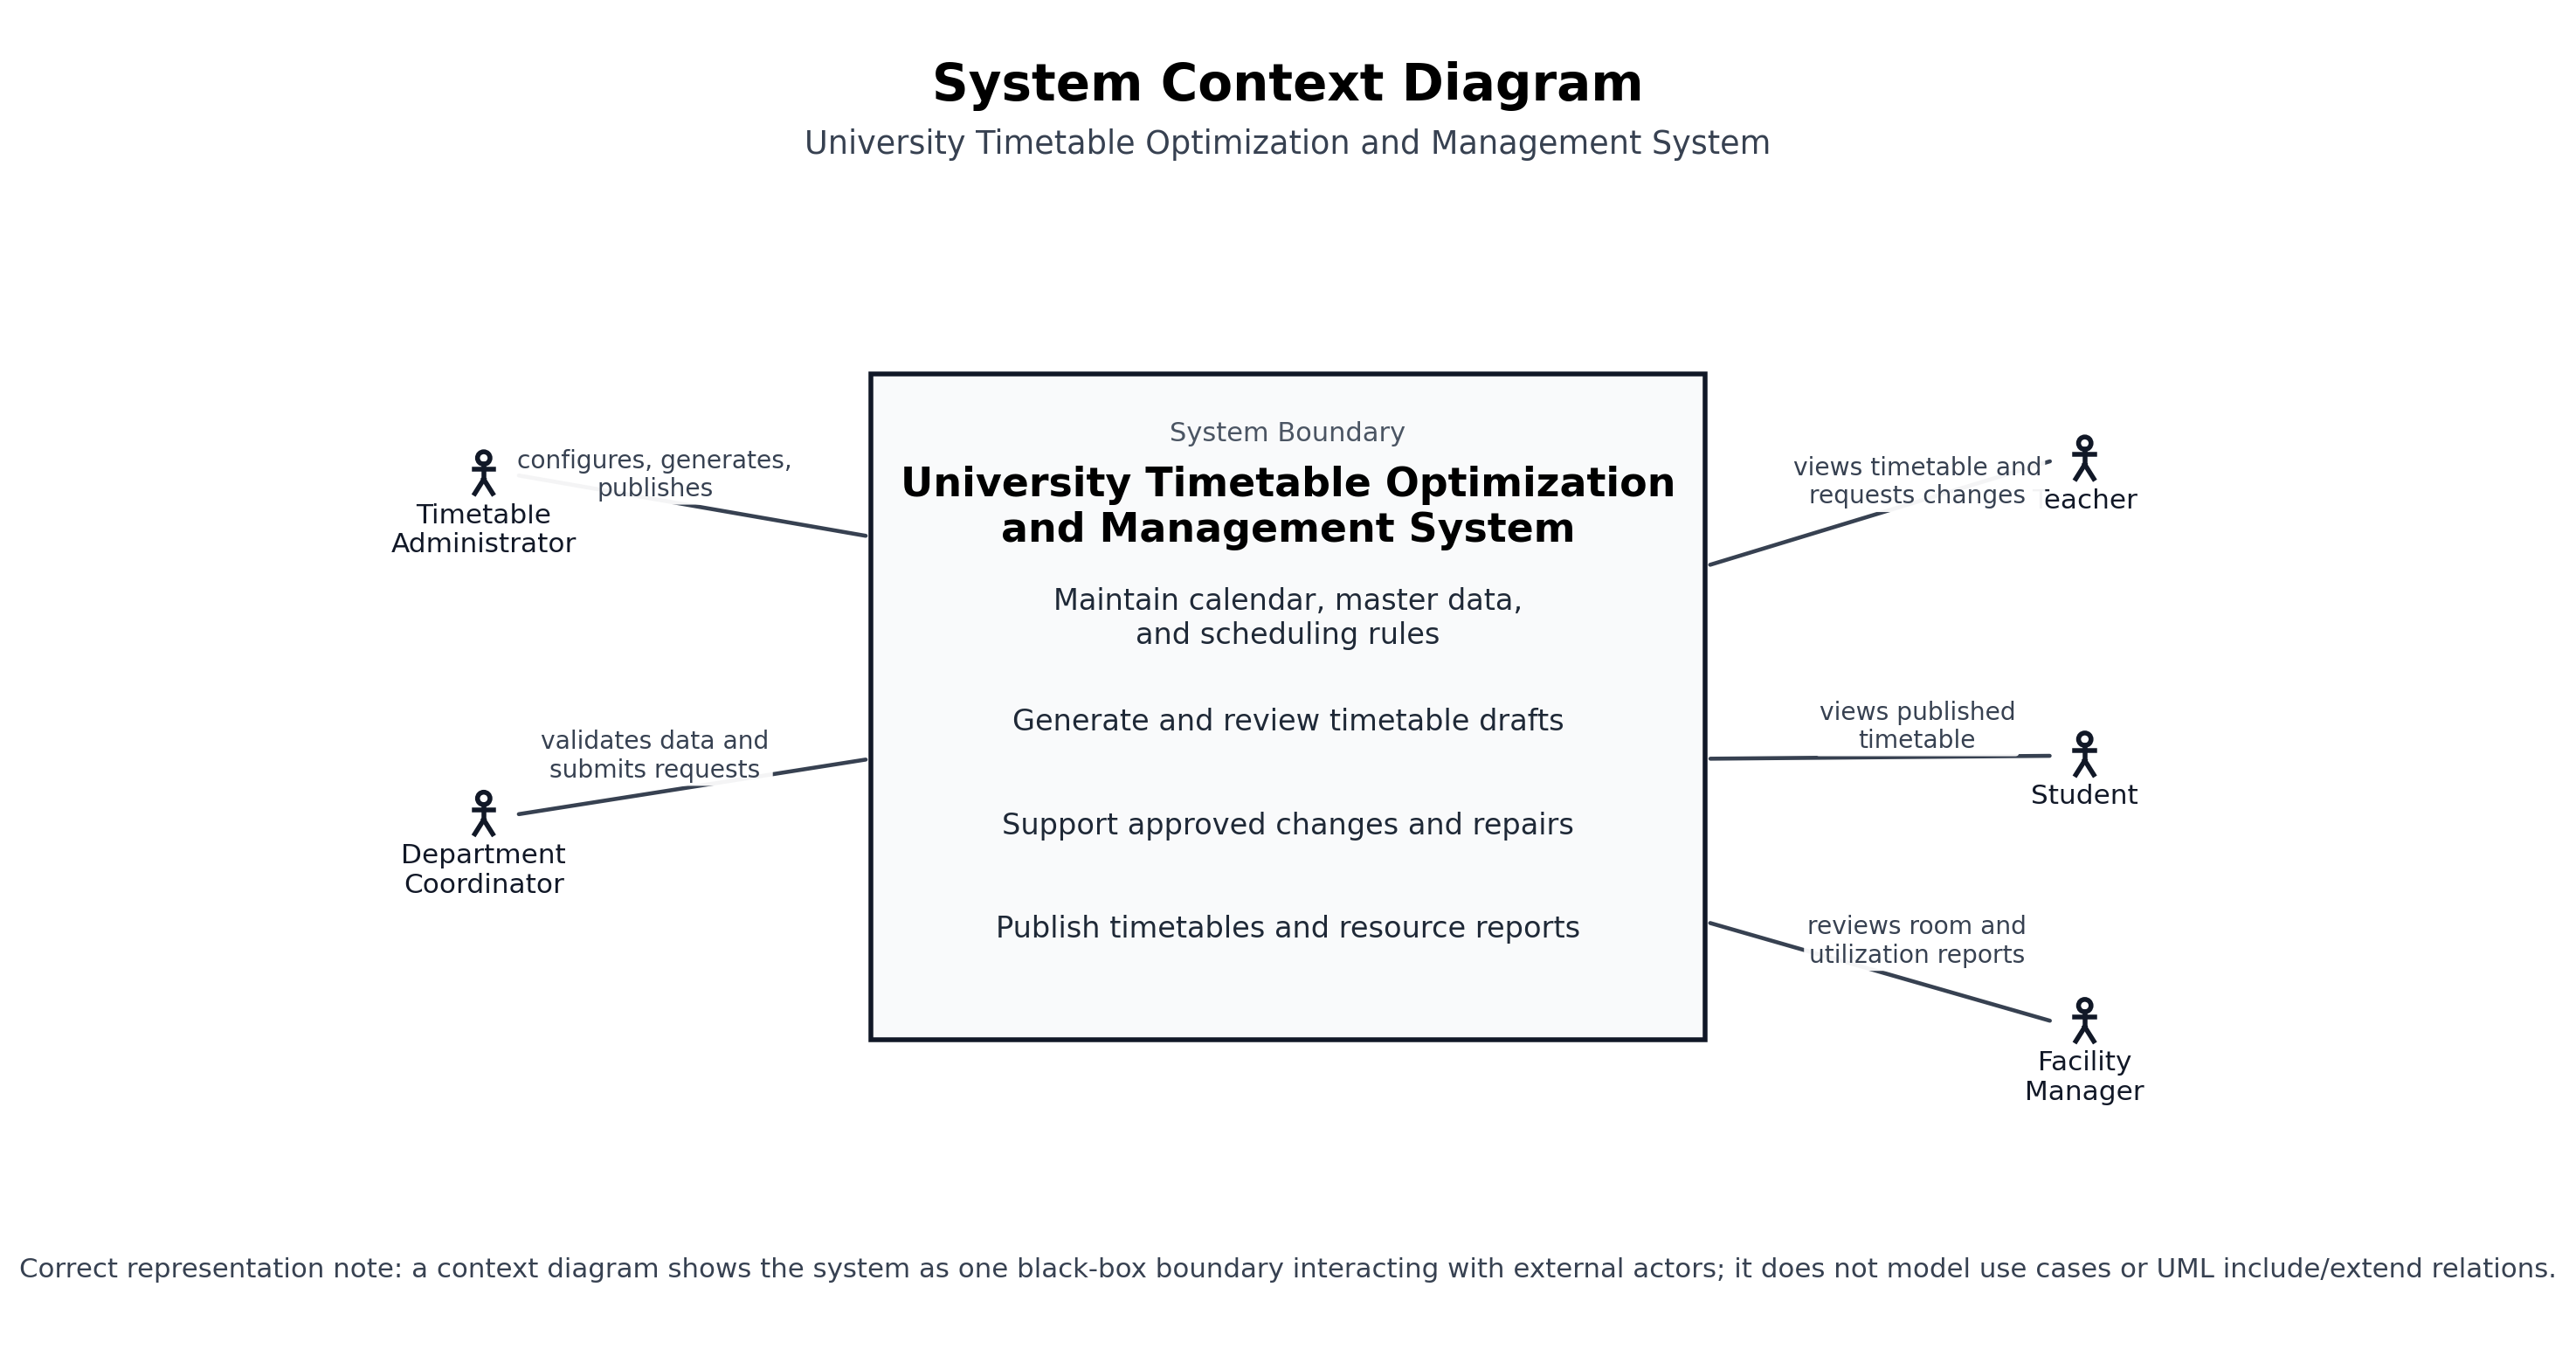 System Context Diagram
University Timetable Optimization and Management System
System Boundary
University Timetable Optimization
and Management System
Maintain calendar, master data,
and scheduling rules
Generate and review timetable drafts
Support approved changes and repairs
Publish timetables and resource reports
configures, generates,
publishes
Timetable
Administrator
validates data and
submits requests
Department
Coordinator
views timetable and
requests changes
Teacher
views published
timetable
Student
reviews room and
utilization reports
Facility
Manager
Correct representation note: a context diagram shows the system as one black-box boundary interacting with external actors; it does not model use cases or UML include/extend relations.